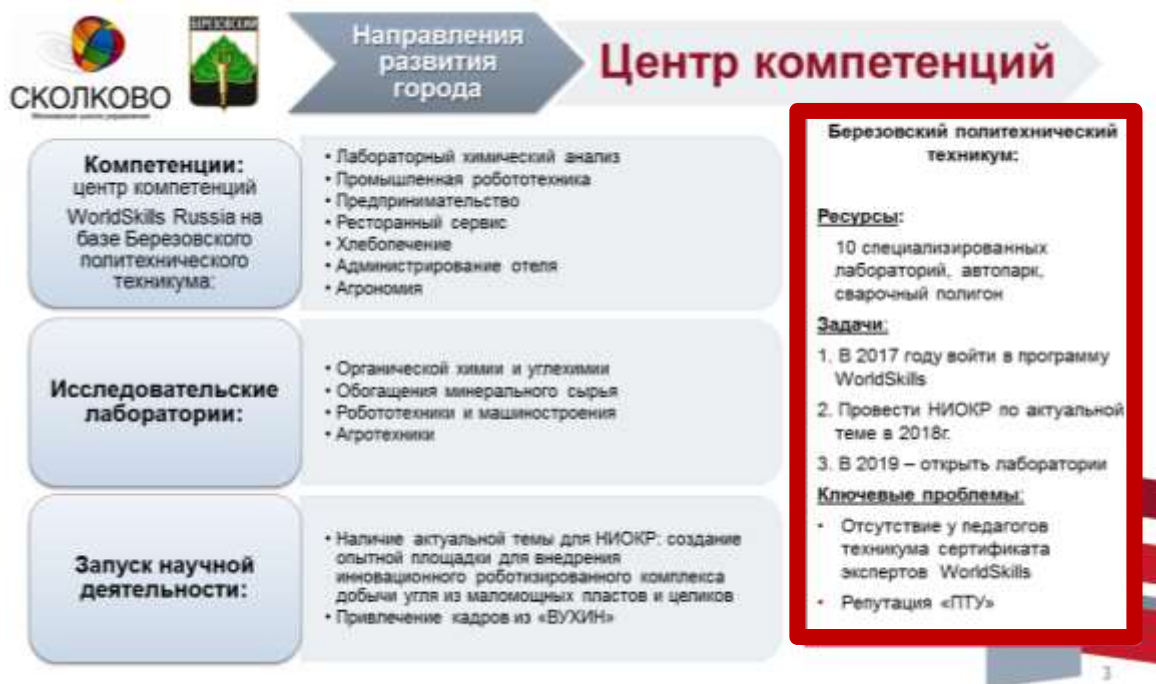 СКОЛКОВО
Московская школа управления
БЕРЕЗОВСКИЙ
Направления
развития
города
Центр компетенций
Компетенции:
центр компетенций
WorldSkills Russia на
базе Березовского
политехнического
техникума:
• Лабораторный химический анализ
• Промышленная робототехника
• Предпринимательство
• Ресторанный сервис
• Хлебопечение
• Администрирование отеля
• Агрономия
Исследовательские
лаборатории:
• Органической химии и углехимии
• Обогащения минерального сырья
• Робототехники и машиностроения
• Агротехники
Запуск научной
деятельности:
• Наличие актуальной темы для НИОКР: создание
опытной площадки для внедрения
инновационного роботизированного комплекса
добычи угля из маломощных пластов и целиков
• Привлечение кадров из «ВУХИН»
Березовский политехнический
техникум:
Ресурсы:
10 специализированных
лабораторий, автопарк,
сварочный полигон
Задачи:
1. В 2017 году войти в программу
WorldSkills
2. Провести НИОКР по актуальной
теме в 2018г.
3. В 2019 – открыть лаборатории
Ключевые проблемы:
• Отсутствие у педагогов
техникума сертификата
экспертов WorldSkills
• Репутация «ПТУ»
3